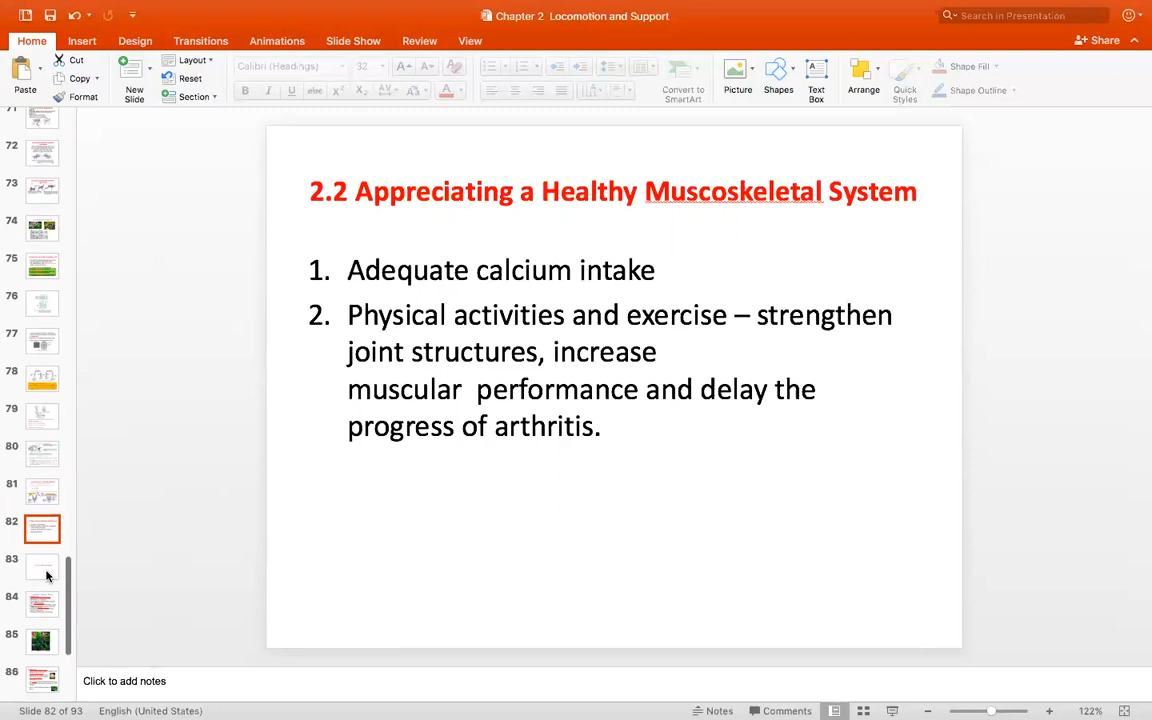 Chapter 2 Locomotion and Support
Search in Presentation
Home Insert Design Transitions Animations Slide Show Review View
Share
Paste
Cut
Copy
Format
New Slide
Layout
Reset
Section
Calibri (Headings)
32
Convert to SmartArt
Picture
Shapes
Text Box
Arrange
Quick Styles
Shape Fill
Shape Outline
72
73
74
75
76
77
78
79
80
81
82
83
84
85
86
2.2 Appreciating a Healthy Muscoskeletal System
1. Adequate calcium intake
2. Physical activities and exercise – strengthen
joint structures, increase
muscular performance and delay the
progress of arthritis.
Click to add notes
Slide 82 of 93 English (United States)
Notes Comments 122%